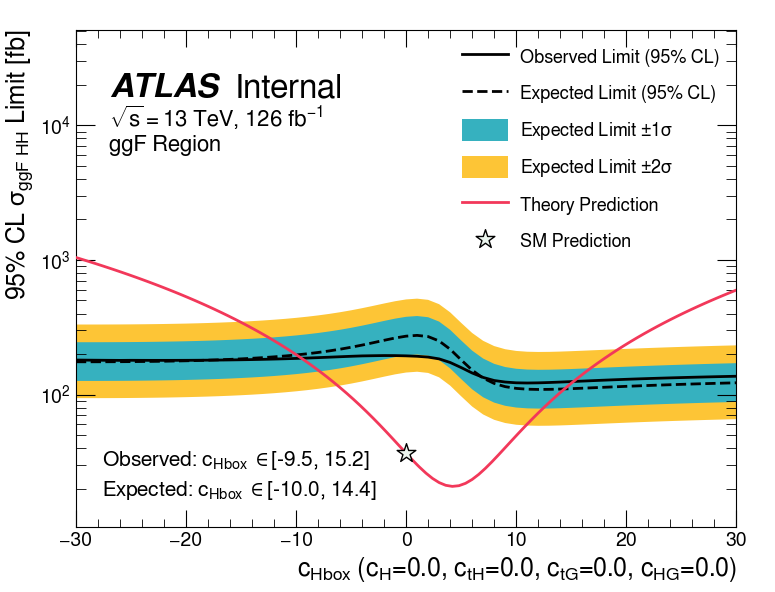 95% CL σggF HH Limit [fb]
ATLAS Internal
√s = 13 TeV, 126 fb⁻¹
ggF Region
Observed Limit (95% CL)
Expected Limit (95% CL)
Expected Limit ±1σ
Expected Limit ±2σ
Theory Prediction
SM Prediction
10⁴
10³
10²
Observed: cHbox ∈[-9.5, 15.2]
Expected: cHbox ∈[-10.0, 14.4]
−30 −20 −10 0 10 20 30
cHbox (cH=0.0, ctH=0.0, ctG=0.0, cHG=0.0)